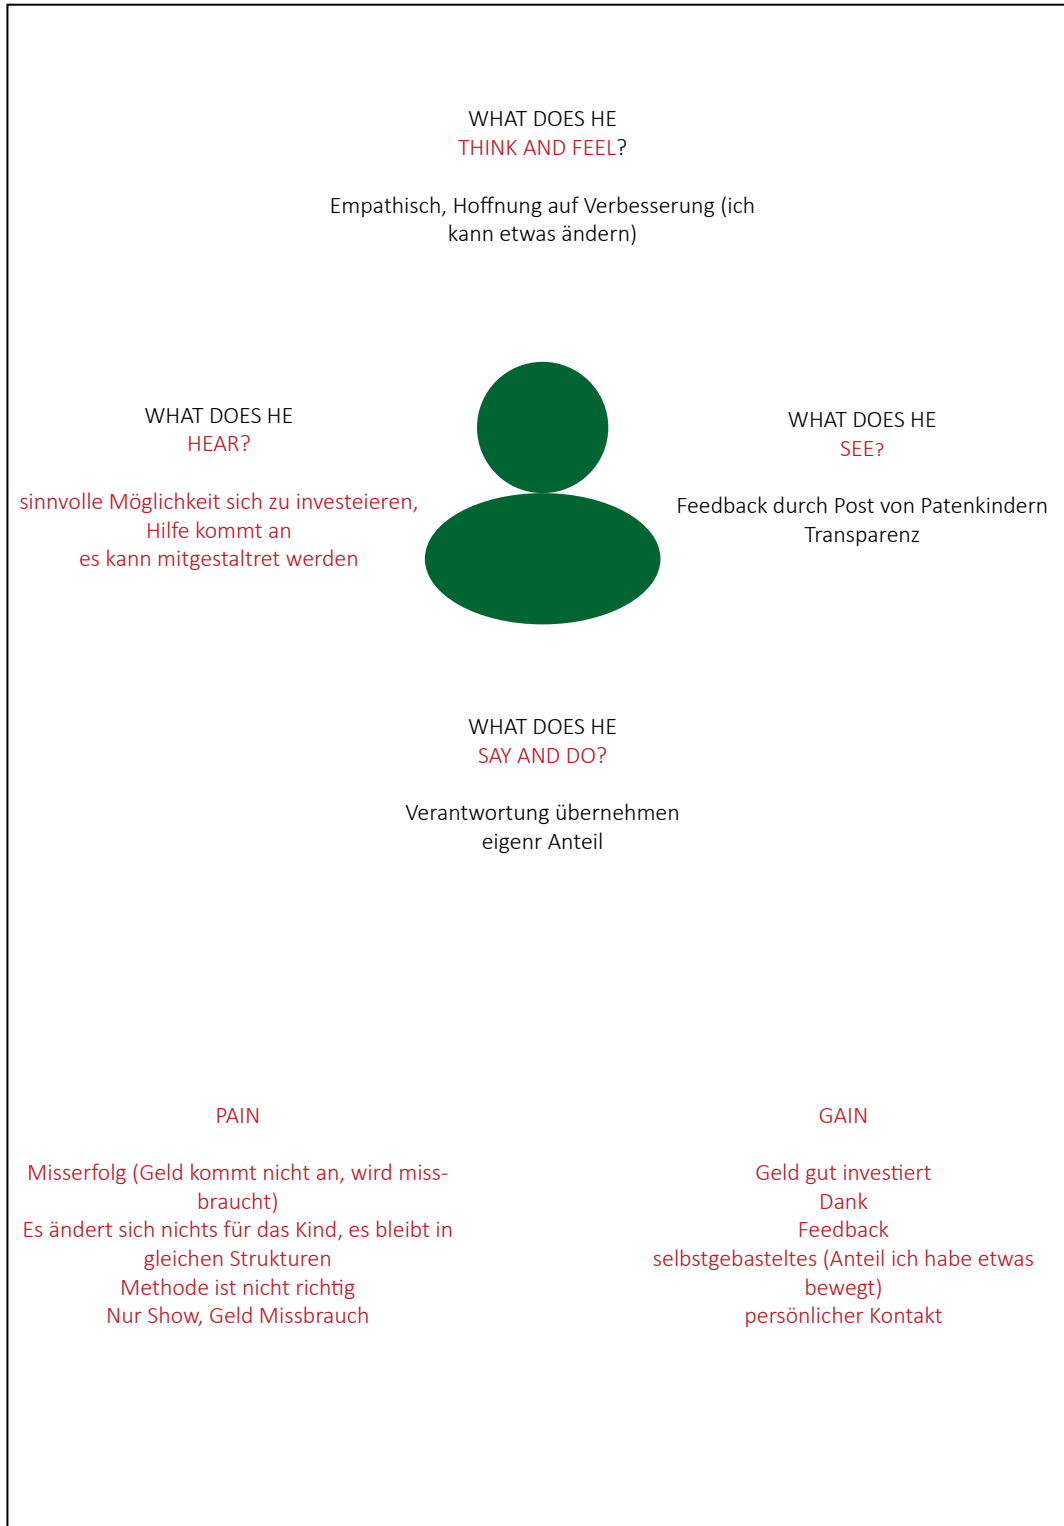 WHAT DOES HE
THINK AND FEEL?
Empathisch, Hoffnung auf Verbesserung (ich
kann etwas ändern)
WHAT DOES HE
HEAR?
sinnvolle Möglichkeit sich zu investeieren,
Hilfe kommt an
es kann mitgestaltret werden
WHAT DOES HE
SEE?
Feedback durch Post von Patenkindern
Transparenz
WHAT DOES HE
SAY AND DO?
Verantwortung übernehmen
eigenr Anteil
PAIN
Misserfolg (Geld kommt nicht an, wird miss-
braucht)
Es ändert sich nichts für das Kind, es bleibt in
gleichen Strukturen
Methode ist nicht richtig
Nur Show, Geld Missbrauch
GAIN
Geld gut investiert
Dank
Feedback
selbstgebasteltes (Anteil ich habe etwas
bewegt)
persönlicher Kontakt